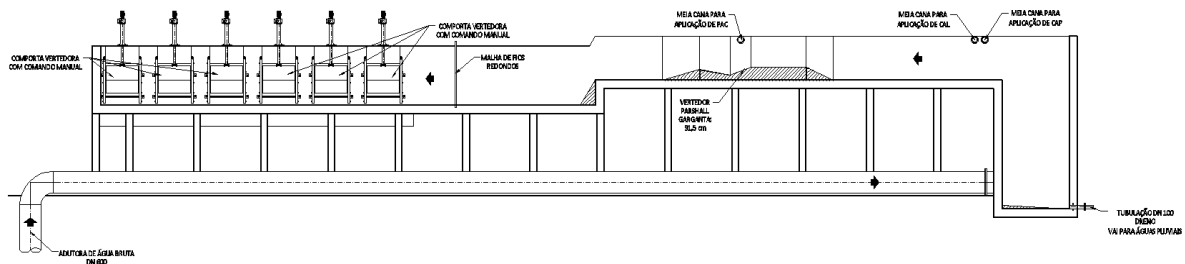 COMPORTA VERTEDORA
COM COMANDO MANUAL
COMPORTA VERTEDORA
COM COMANDO MANUAL
MALHA DE FIOS
REDONDOS
MEIA CANA PARA
APLICAÇÃO DE PAC
MEIA CANA PARA
APLICAÇÃO DE CAL
MEIA CANA PARA
APLICAÇÃO DE CAP
VERTEDOR
PARSHALL
GARGANTA:
91,5 cm
ADUTORA DE ÁGUA BRUTA
DN 600
TUBULAÇÃO DN 100
DRENO
VAI PARA ÁGUAS PLUVIAIS